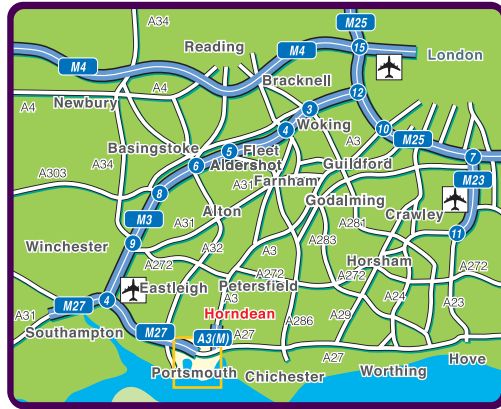 A34
M25
Reading
M4
15
London
M4
Bracknell
A4
12
Newbury
A4
3
Woking
10
M25
4
A3
Basingstoke
5
Fleet
7
A303
A34
6
Aldershot
Guildford
M23
A31
Farnham
8
Godalming
Alton
Crawley
M3
A31
A281
11
Winchester
9
A32
A3
A283
A272
Horsham
A272
A272
A272
Eastleigh
Petersfield
A24
4
A3
A23
M27
Horndean
A29
A31
A286
Southampton
M27
A3(M)
A27
A27
Hove
Portsmouth
Chichester
Worthing